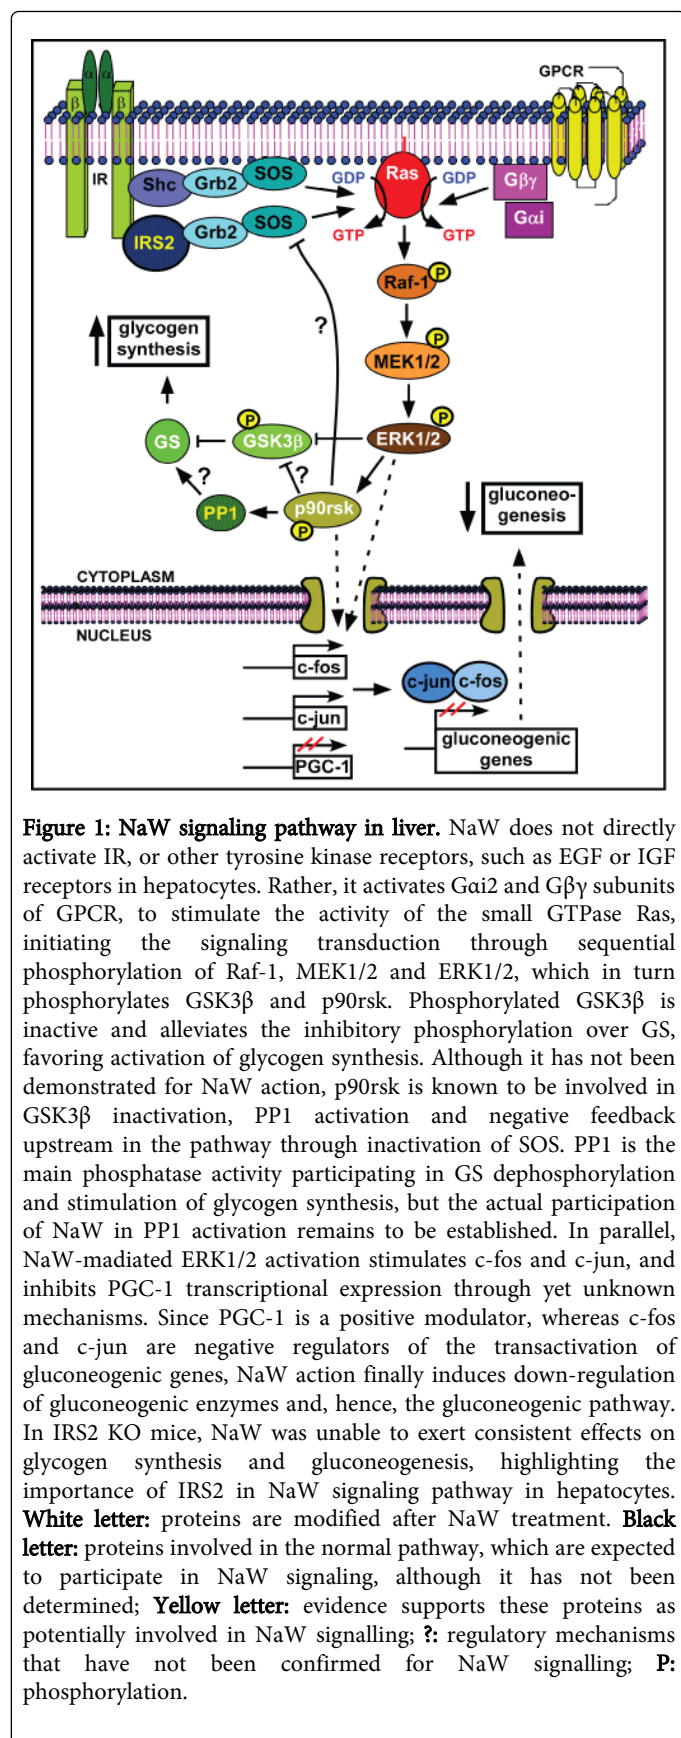 GPCR
α α
β β
IR
Shc Grb2 SOS
GDP Ras GDP
Gβγ
Gαi
IRS2 Grb2 SOS
GTP GTP
Raf-1 P
?
glycogen
synthesis
P
MEK1/2
P P
GS GSK3β ERK1/2
? ?
gluconeo-
genesis
PP1 p90rsk
P
CYTOPLASM
NUCLEUS
c-fos
c-jun c-fos
c-jun
gluconeogenic
genes
PGC-1
Figure 1: NaW signaling pathway in liver. NaW does not directly
activate IR, or other tyrosine kinase receptors, such as EGF or IGF
receptors in hepatocytes. Rather, it activates Gαi2 and Gβγ subunits
of GPCR, to stimulate the activity of the small GTPase Ras,
initiating the signaling transduction through sequential
phosphorylation of Raf-1, MEK1/2 and ERK1/2, which in turn
phosphorylates GSK3β and p90rsk. Phosphorylated GSK3β is
inactive and alleviates the inhibitory phosphorylation over GS,
favoring activation of glycogen synthesis. Although it has not been
demonstrated for NaW action, p90rsk is known to be involved in
GSK3β inactivation, PP1 activation and negative feedback
upstream in the pathway through inactivation of SOS. PP1 is the
main phosphatase activity participating in GS dephosphorylation
and stimulation of glycogen synthesis, but the actual participation
of NaW in PP1 activation remains to be established. In parallel,
NaW-madiated ERK1/2 activation stimulates c-fos and c-jun, and
inhibits PGC-1 transcriptional expression through yet unknown
mechanisms. Since PGC-1 is a positive modulator, whereas c-fos
and c-jun are negative regulators of the transactivation of
gluconeogenic genes, NaW action finally induces down-regulation
of gluconeogenic enzymes and, hence, the gluconeogenic pathway.
In IRS2 KO mice, NaW was unable to exert consistent effects on
glycogen synthesis and gluconeogenesis, highlighting the
importance of IRS2 in NaW signaling pathway in hepatocytes.
White letter: proteins are modified after NaW treatment. Black
letter: proteins involved in the normal pathway, which are expected
to participate in NaW signaling, although it has not been
determined; Yellow letter: evidence supports these proteins as
potentially involved in NaW signalling; ?: regulatory mechanisms
that have not been confirmed for NaW signalling; P:
phosphorylation.